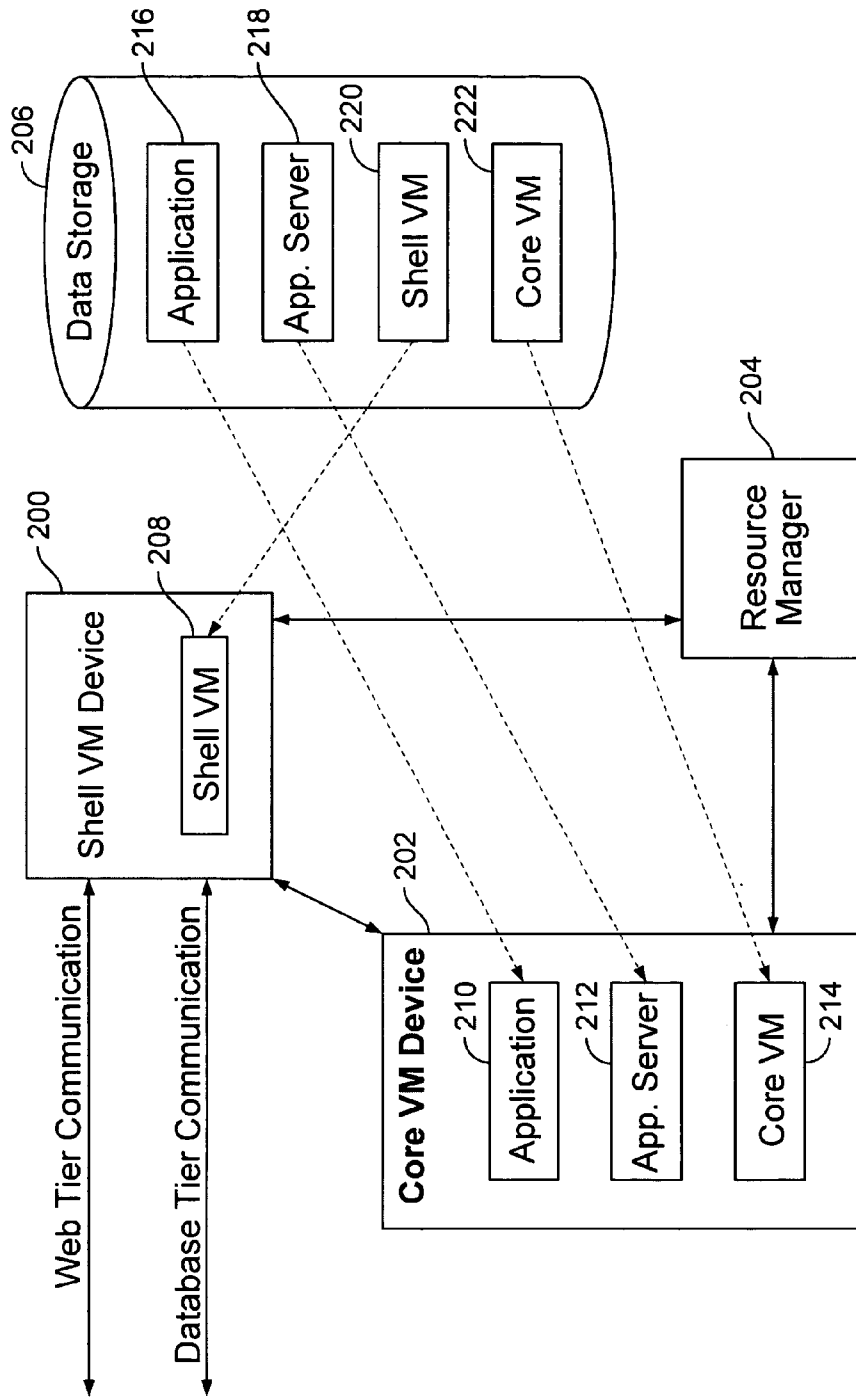 Web Tier Communication
Database Tier Communication
200
Shell VM Device
208
Shell VM
206
Data Storage
216
Application
218
App. Server
220
Shell VM
222
Core VM
202
Core VM Device
210
Application
212
App. Server
Core VM
214
204
Resource
Manager